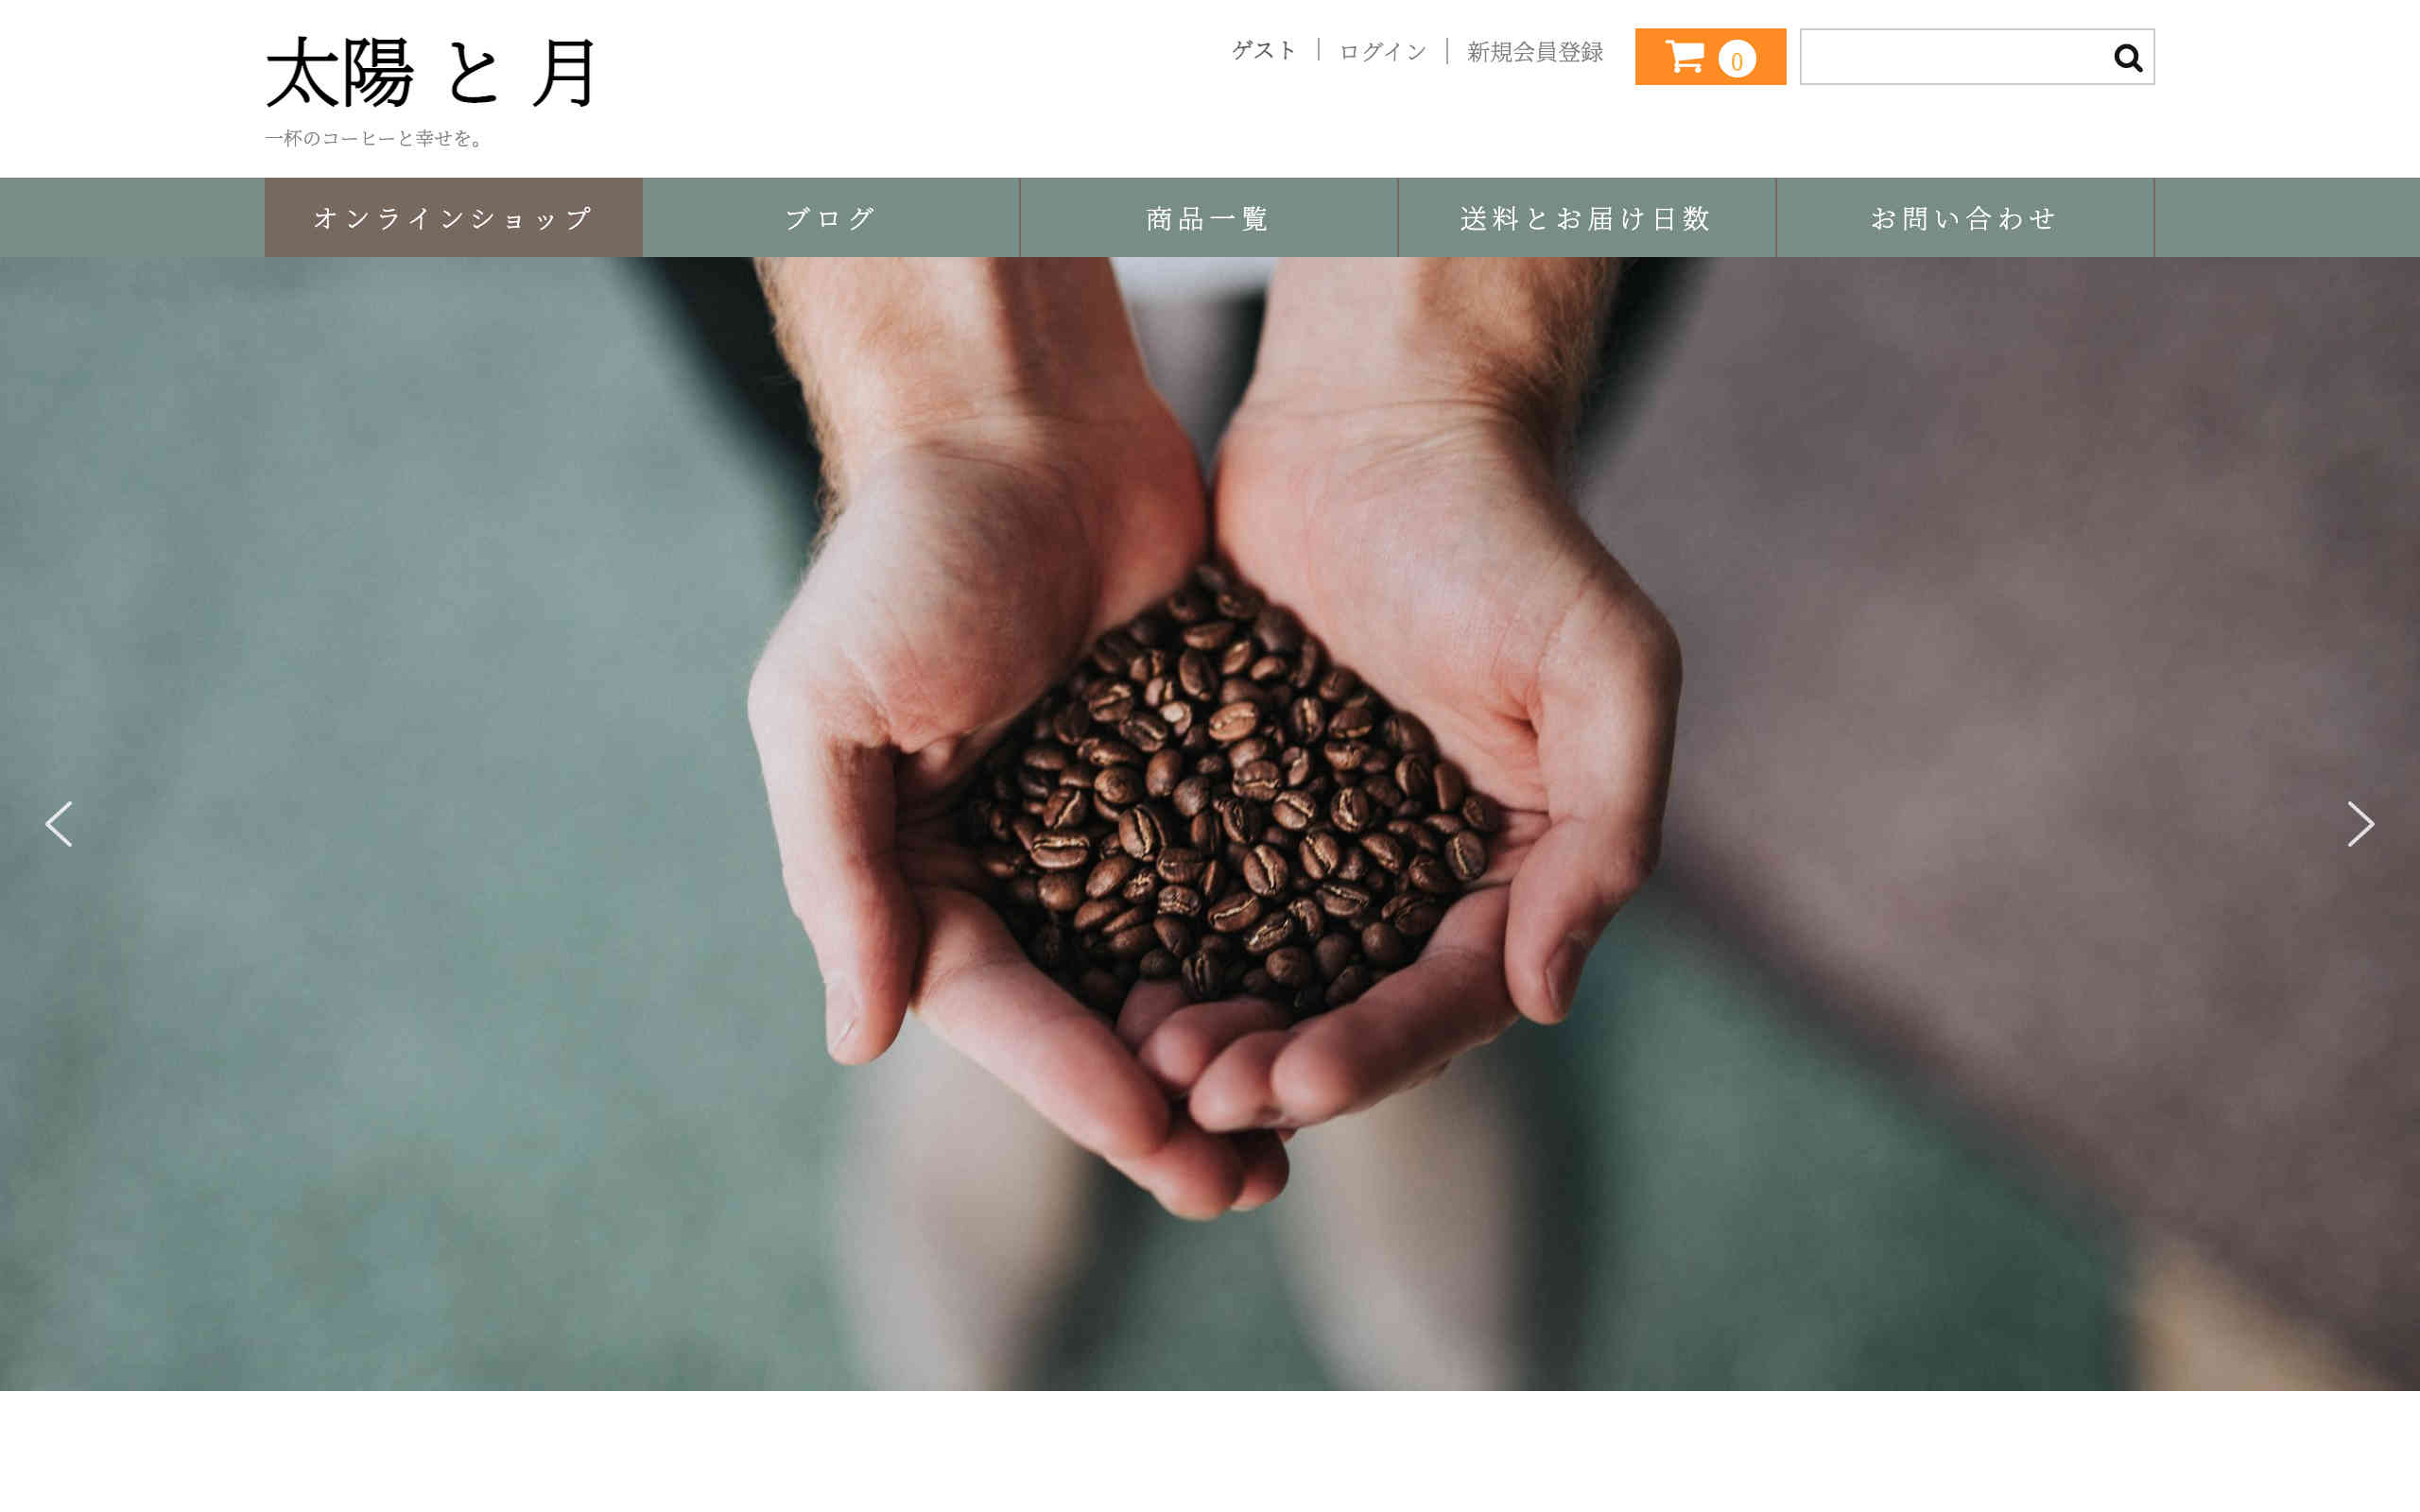 太陽 と 月
一杯のコーヒーと幸せを。
ゲスト
ログイン
新規会員登録
0
オンラインショップ
ブログ
商品一覧
送料とお届け日数
お問い合わせ